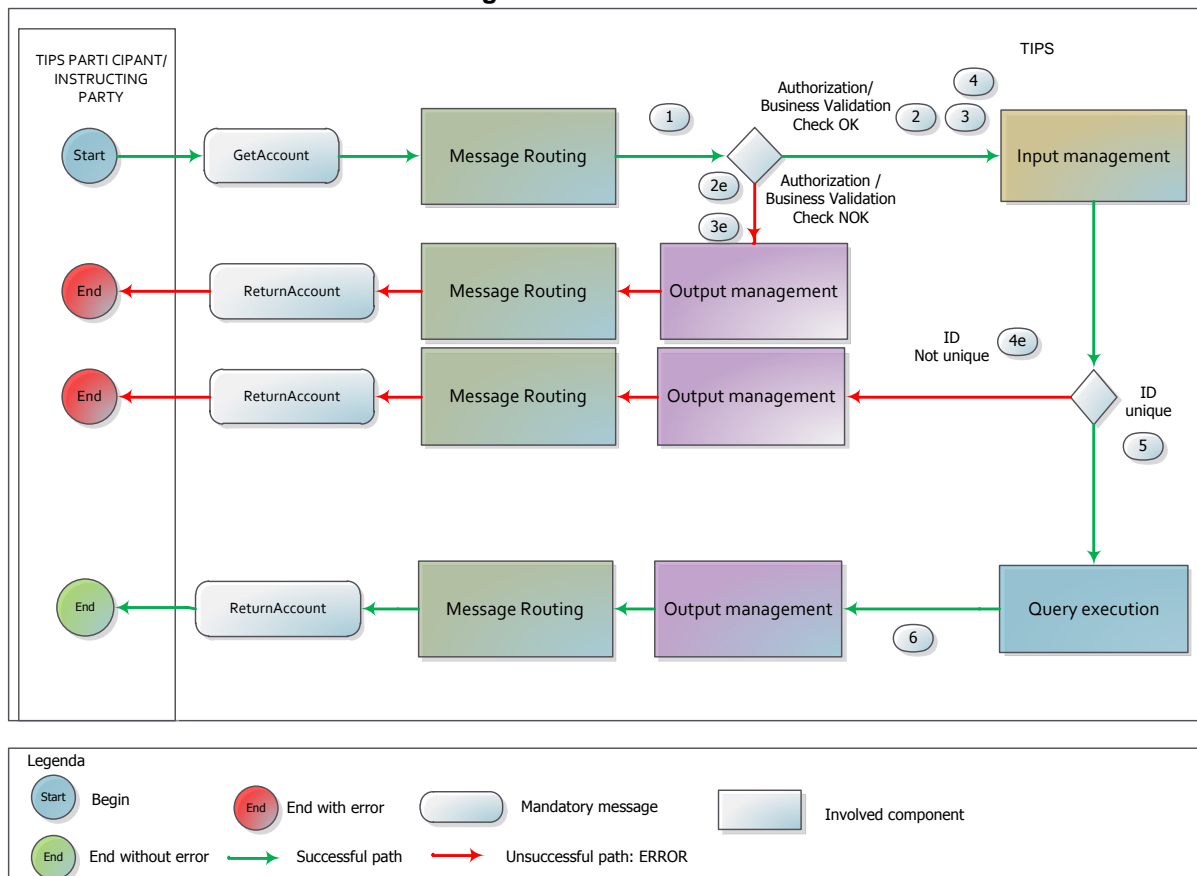 TIPS PARTI CIPANT/
INSTRUCTING
PARTY
TIPS
Start
GetAccount
Message Routing
1
Authorization/
Business Validation
Check OK
2
3
4
Input management
2e
3e
Authorization /
Business Validation
Check NOK
End
ReturnAccount
Message Routing
Output management
End
ReturnAccount
Message Routing
Output management
ID
Not unique
4e
ID
unique
5
End
ReturnAccount
Message Routing
Output management
6
Query execution
Legenda
Start
Begin
End
End with error
Mandatory message
Involved component
End
End without error
Successful path
Unsuccessful path: ERROR